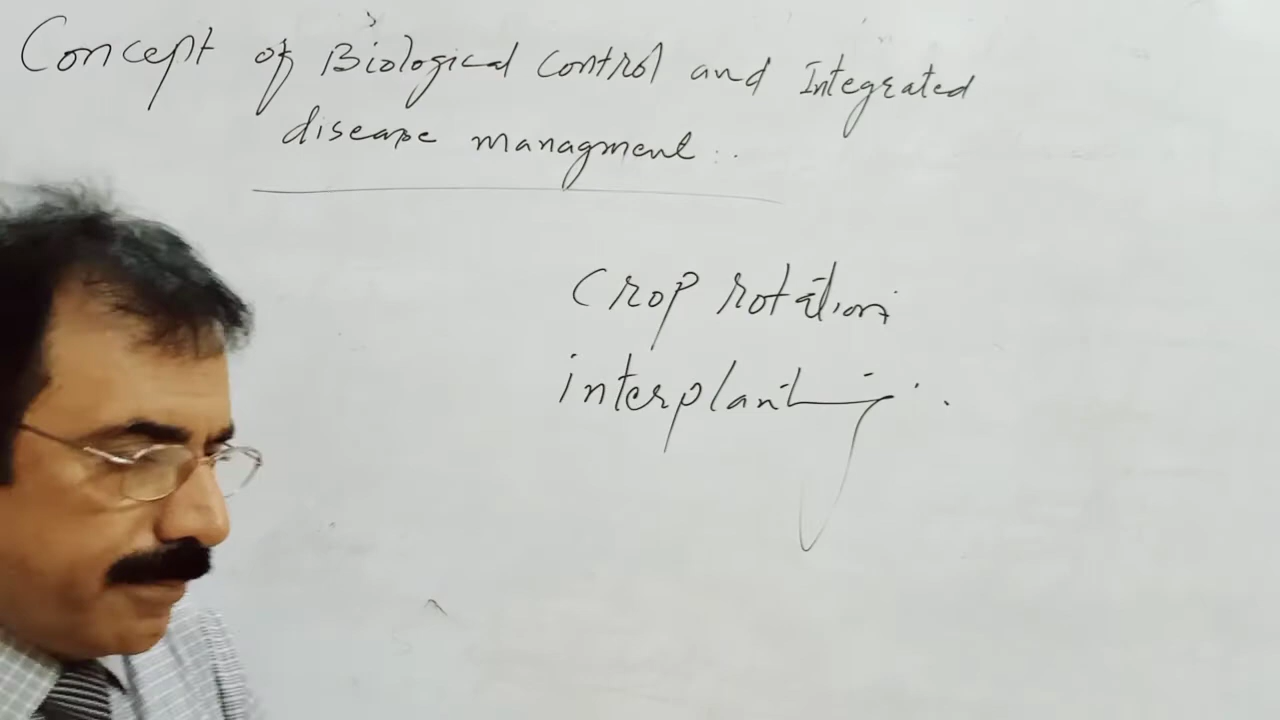 Concept of Biological control and Integrated
disease managment..
Crop rotation
interplanting..